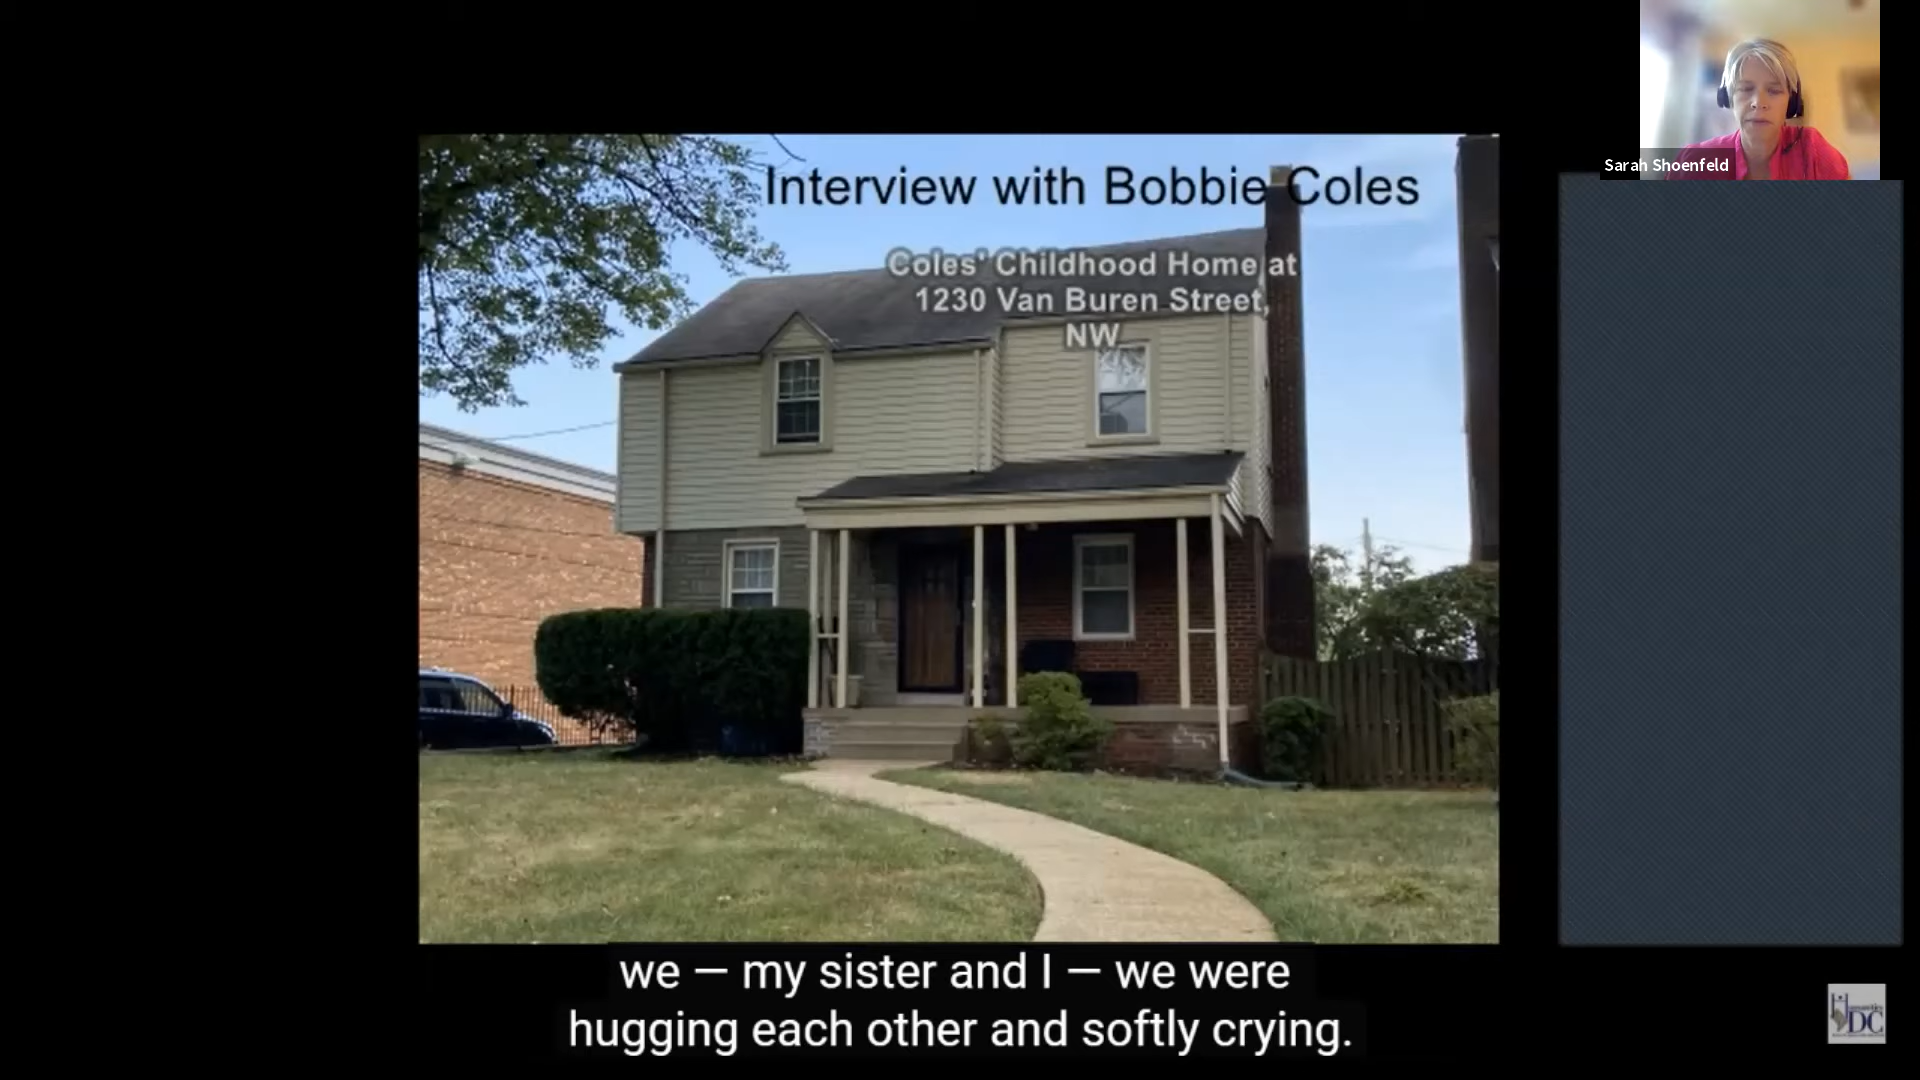 Sarah Shoenfeld
Interview with Bobbie Coles
Coles' Childhood Home at
1230 Van Buren Street,
NW
we — my sister and I — we were
hugging each other and softly crying.
DC